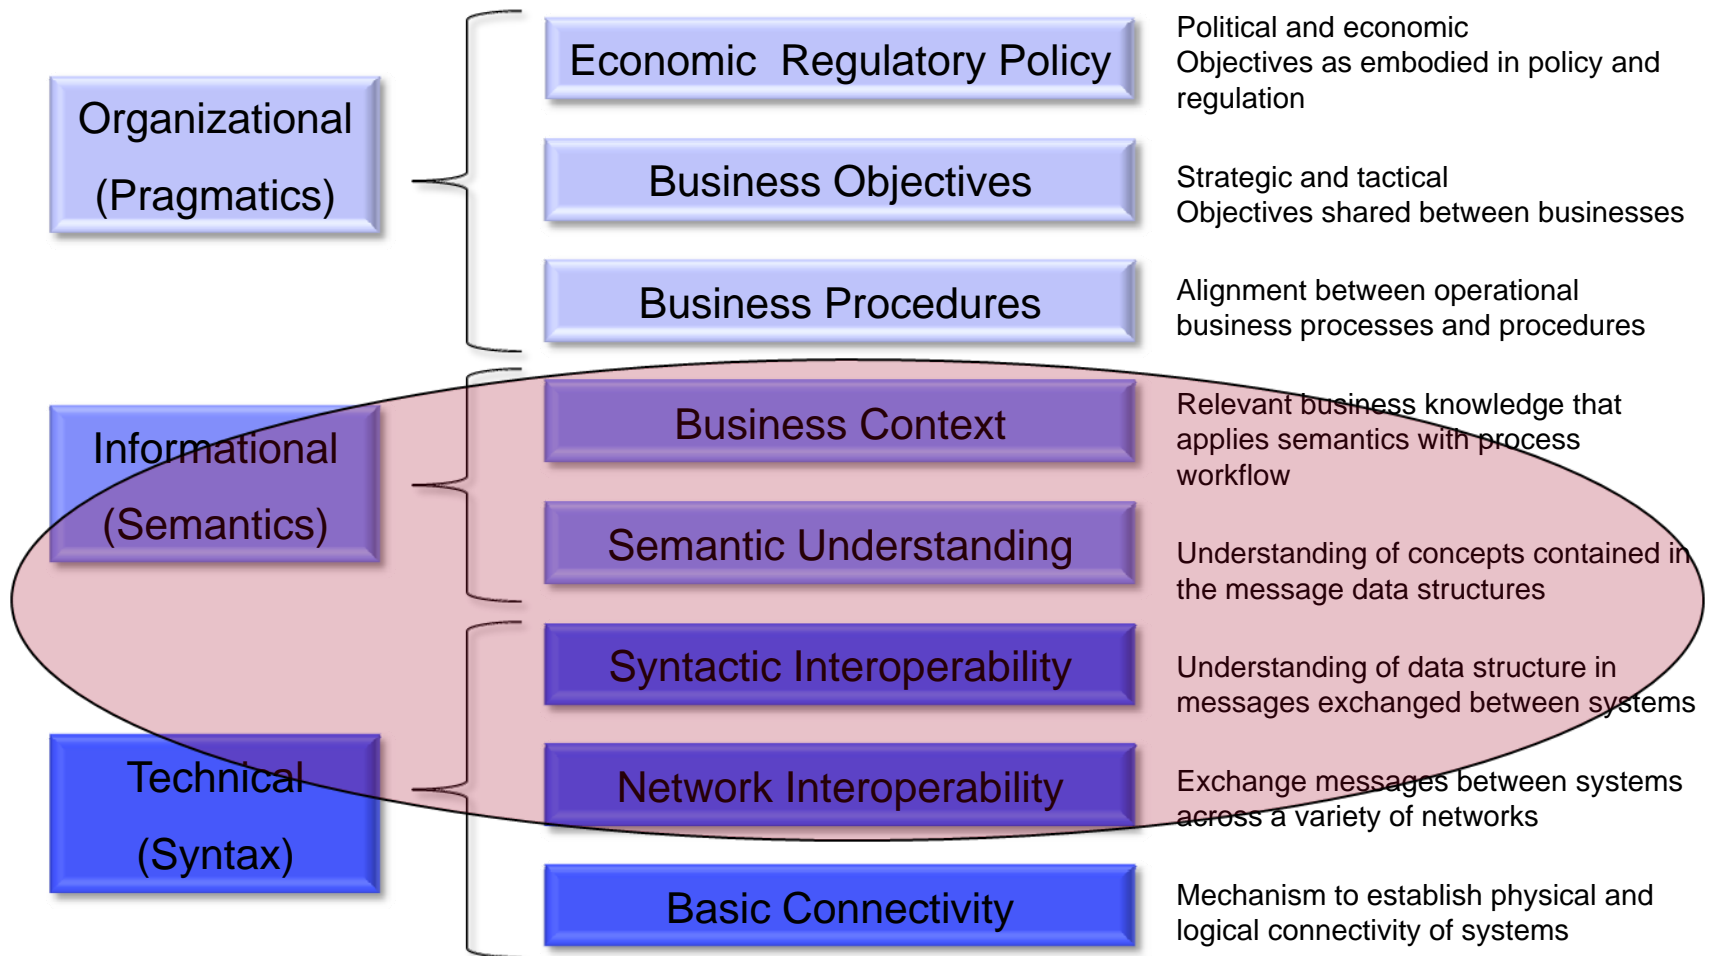 Organizational
(Pragmatics)
Economic  Regulatory Policy
Political and economic
Objectives as embodied in policy and
regulation
Business Objectives
Strategic and tactical
Objectives shared between businesses
Business Procedures
Alignment between operational
business processes and procedures
Informational
(Semantics)
Business Context
Relevant business knowledge that
applies semantics with process
workflow
Semantic Understanding
Understanding of concepts contained in
the message data structures
Technical
(Syntax)
Syntactic Interoperability
Understanding of data structure in
messages exchanged between systems
Network Interoperability
Exchange messages between systems
across a variety of networks
Basic Connectivity
Mechanism to establish physical and
logical connectivity of systems